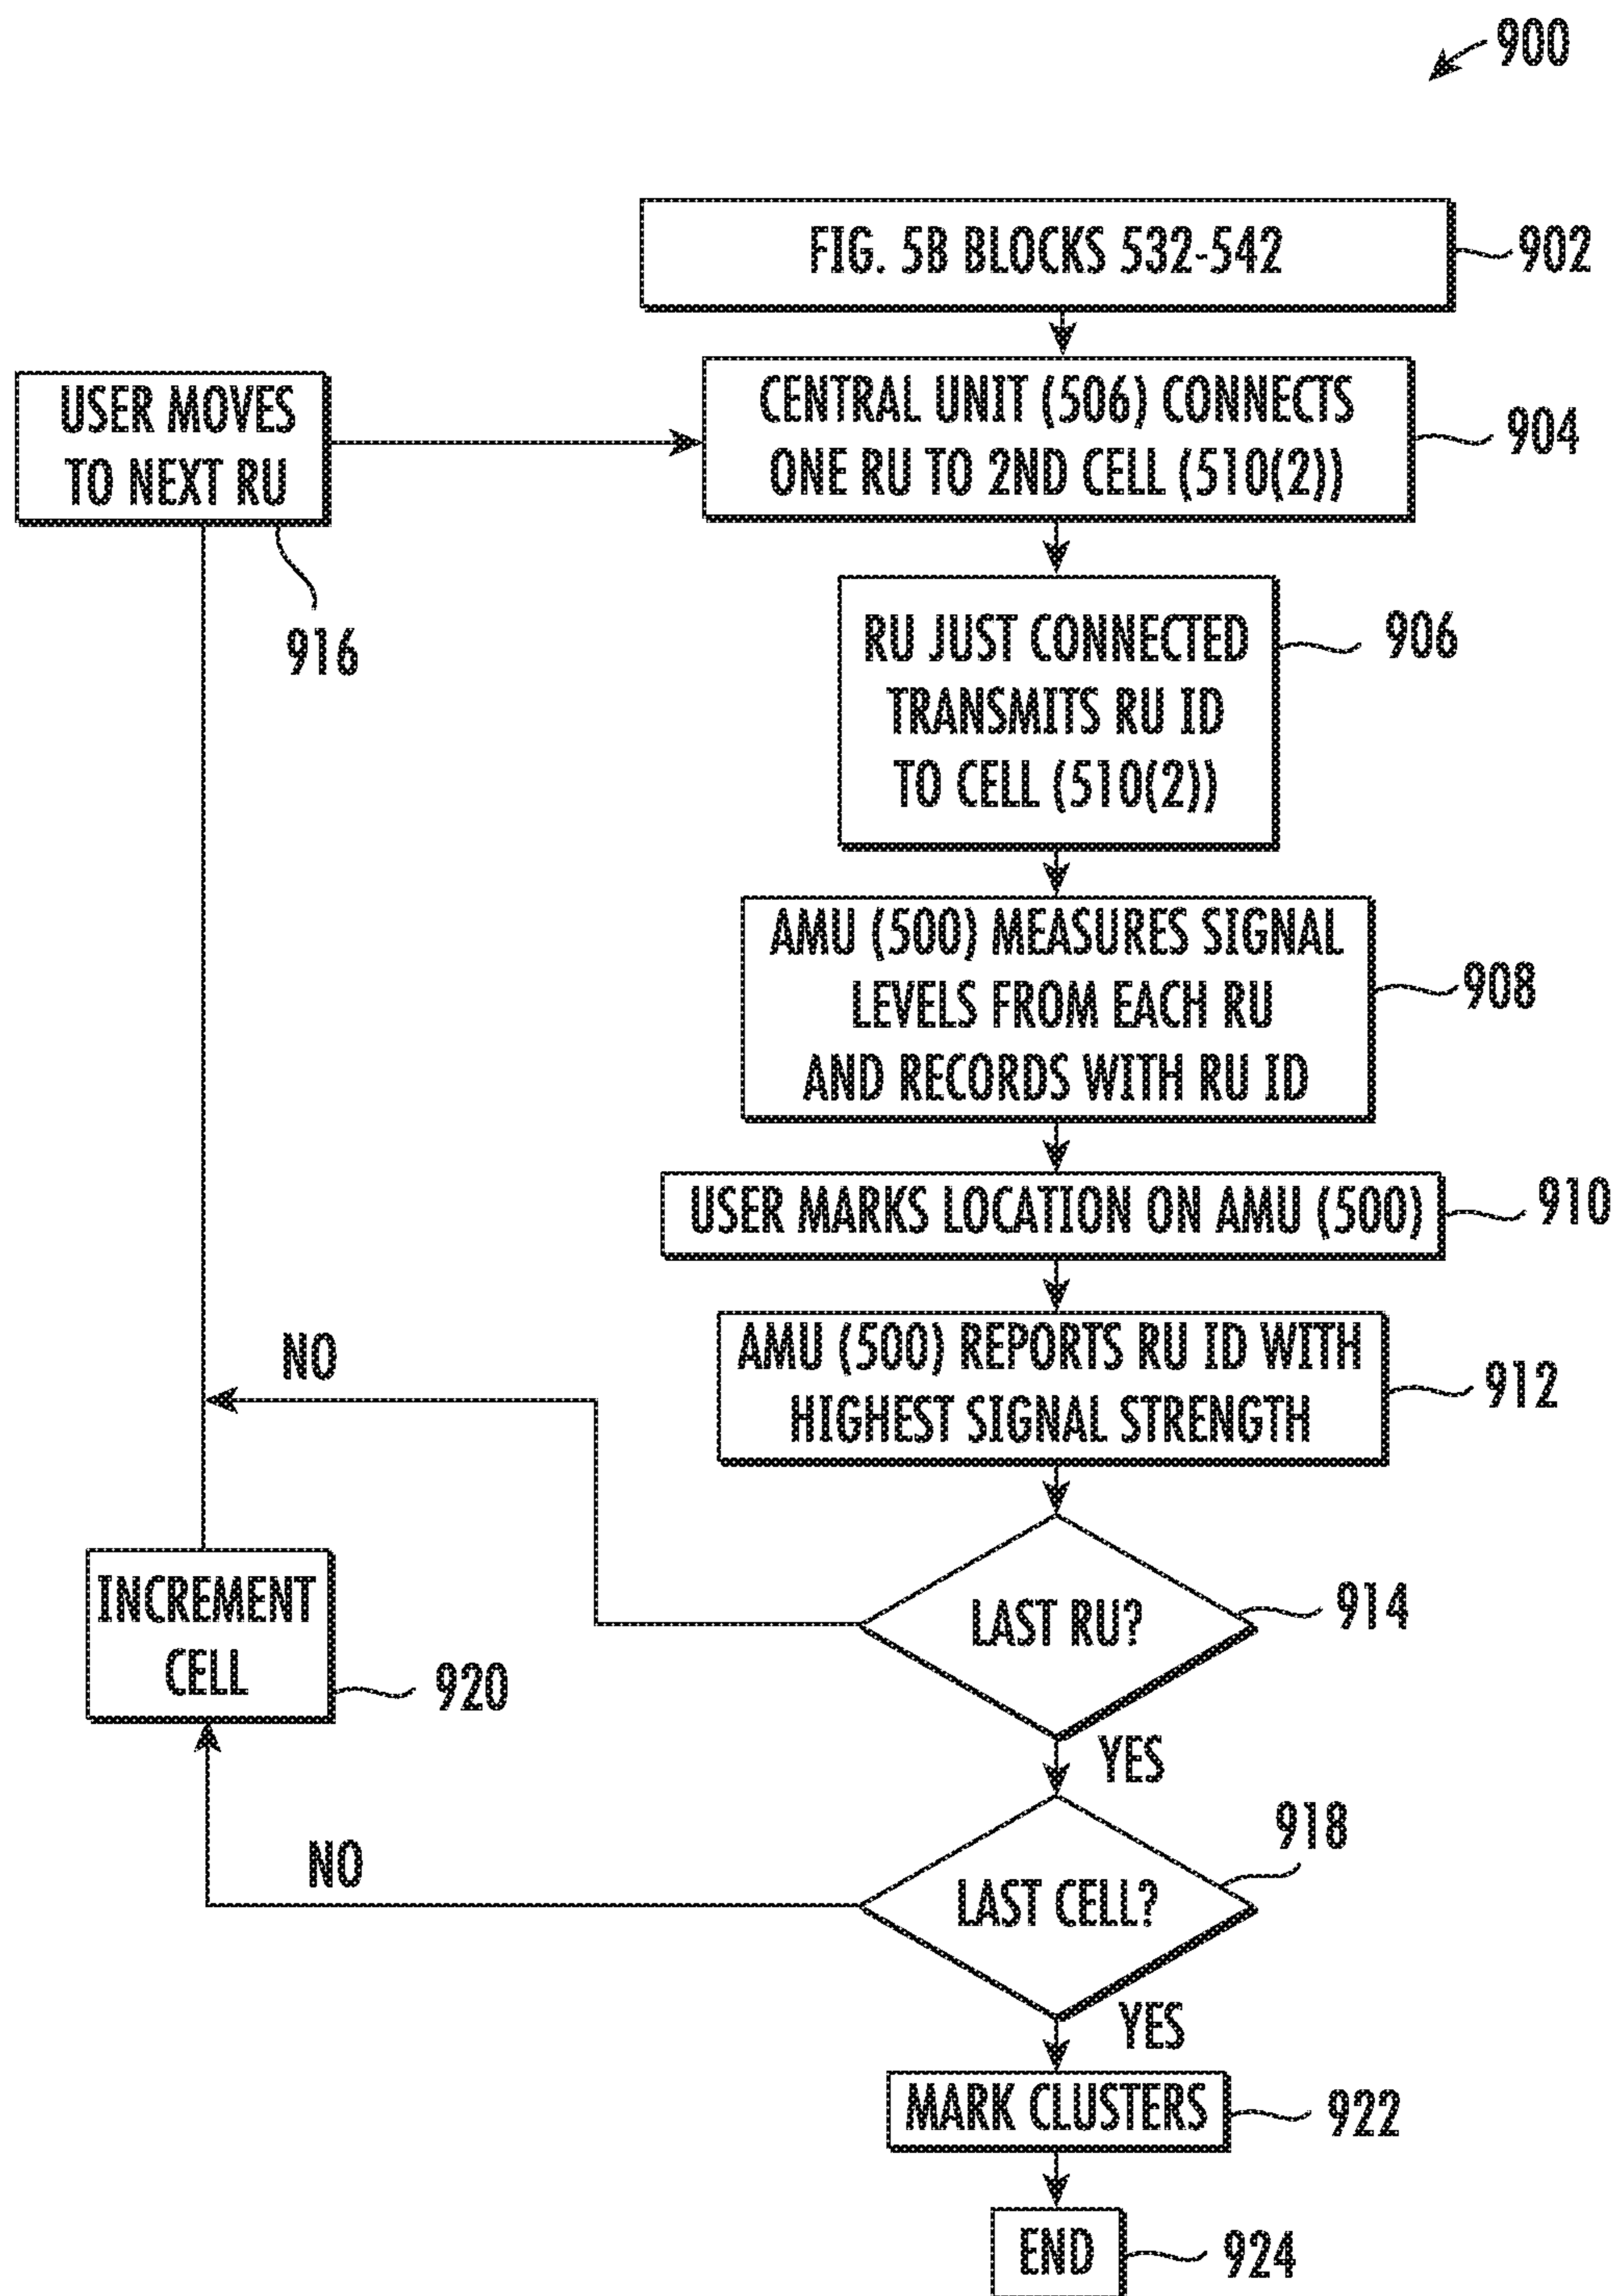 900
FIG. 5B BLOCKS 532-542
902
USER MOVES
TO NEXT RU
916
CENTRAL UNIT (506) CONNECTS
ONE RU TO 2ND CELL (510(2))
904
RU JUST CONNECTED
TRANSMITS RU ID
TO CELL (510(2))
906
AMU (500) MEASURES SIGNAL
LEVELS FROM EACH RU
AND RECORDS WITH RU ID
908
USER MARKS LOCATION ON AMU (500)
910
AMU (500) REPORTS RU ID WITH
HIGHEST SIGNAL STRENGTH
912
NO
LAST RU?
914
INCREMENT
CELL
920
YES
NO
LAST CELL?
918
YES
MARK CLUSTERS
922
END
924